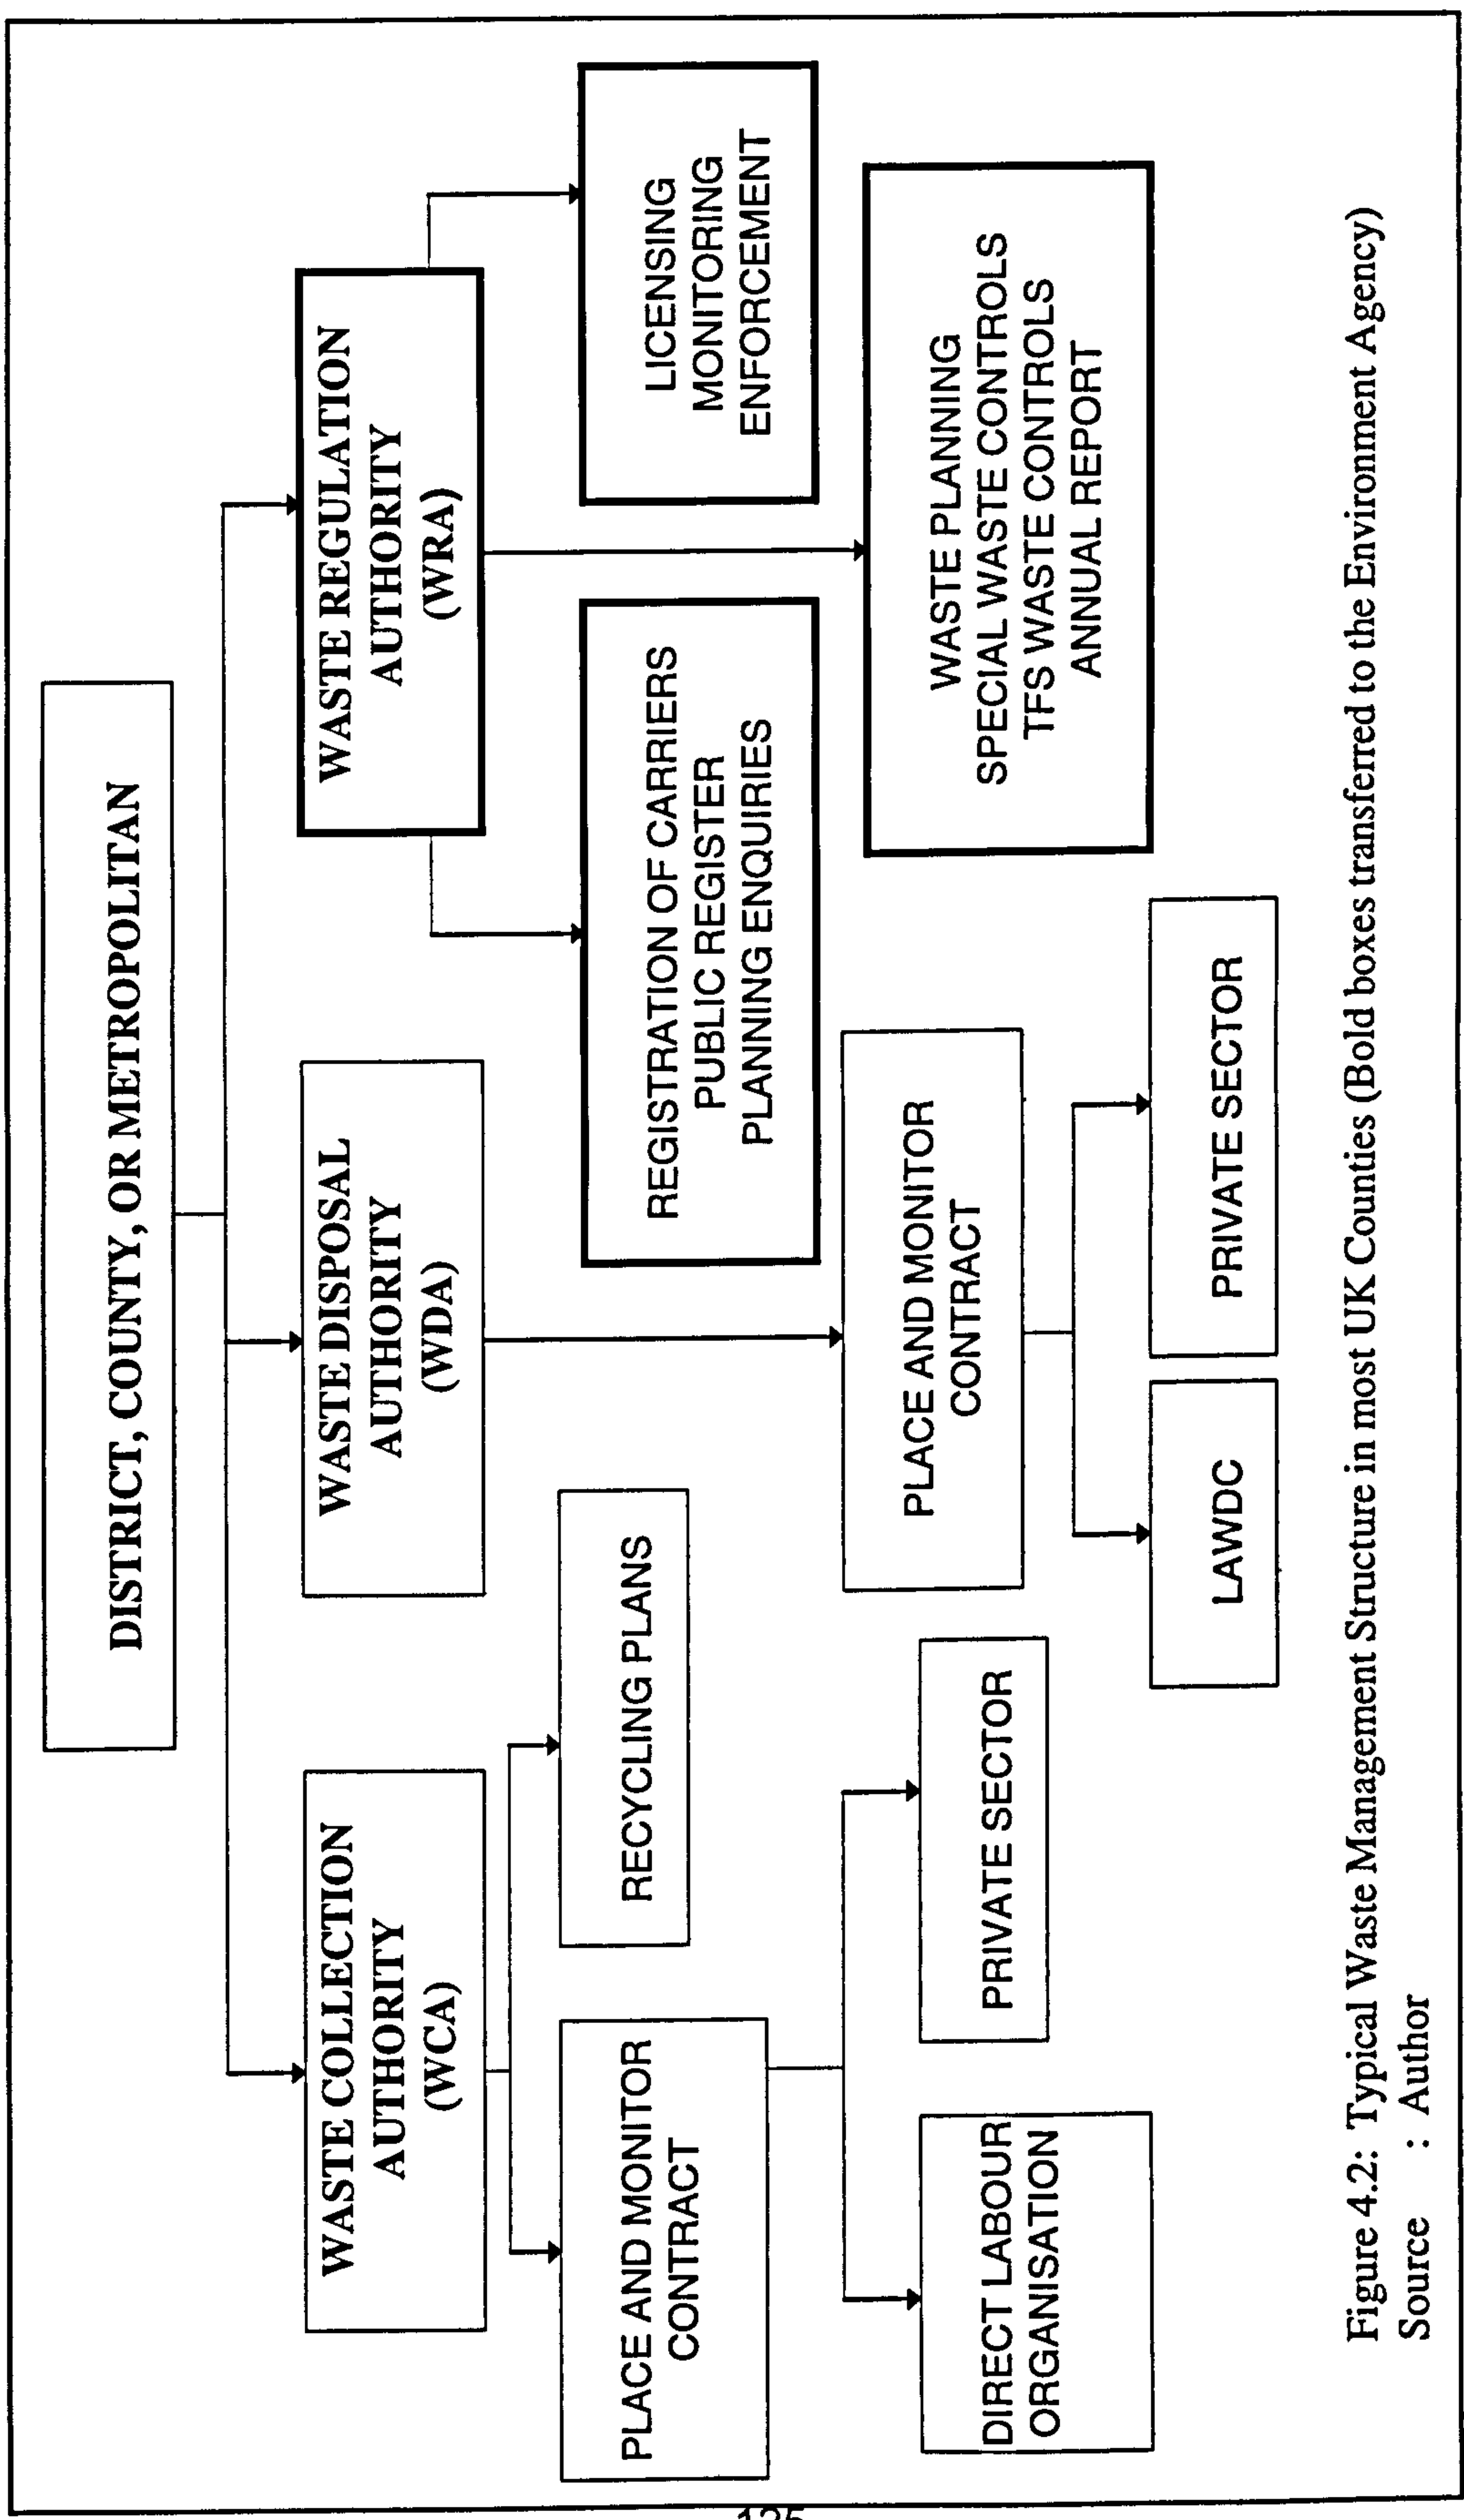 DISTRICT, COUNTY, OR METROPOLITAN
WASTE COLLECTION
AUTHORITY
(WCA)
WASTE DISPOSAL
AUTHORITY
(WDA)
WASTE REGULATION
AUTHORITY
(WRA)
PLACE AND MONITOR
CONTRACT
RECYCLING PLANS
REGISTRATION OF CARRIERS
PUBLIC REGISTER
PLANNING ENQUIRIES
LICENSING
MONITORING
ENFORCEMENT
DIRECT LABOUR
ORGANISATION
PRIVATE SECTOR
PLACE AND MONITOR
CONTRACT
WASTE PLANNING
SPECIAL WASTE CONTROLS
TFS WASTE CONTROLS
ANNUAL REPORT
LAWDC
PRIVATE SECTOR
Figure 4.2: Typical Waste Management Structure in most UK Counties (Bold boxes transferred to the Environment Agency)
Source : Author